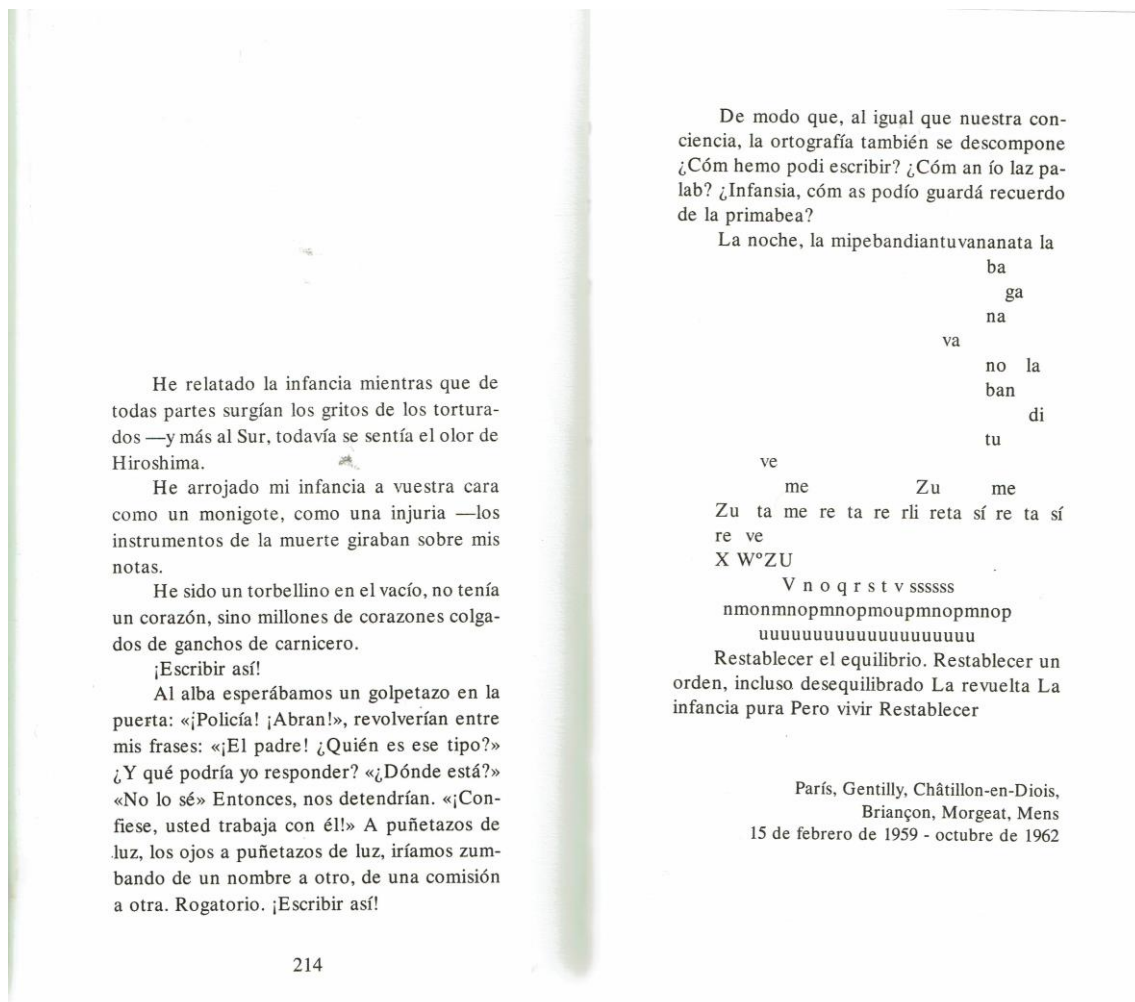 He relatado la infancia mientras que de
todas partes surgían los gritos de los tortura-
dos —y más al Sur, todavía se sentía el olor de
Hiroshima.
He arrojado mi infancia a vuestra cara
como un monigote, como una injuria —los
instrumentos de la muerte giraban sobre mis
notas.
He sido un torbellino en el vacío, no tenía
un corazón, sino millones de corazones colga-
dos de ganchos de carnicero.
¡Escribir así!
Al alba esperábamos un golpetazo en la
puerta: «¡Policía! ¡Abran!», revolverían entre
mis frases: «¡El padre! ¿Quién es ese tipo?»
¿Y qué podría yo responder? «¿Dónde está?»
«No lo sé» Entonces, nos detendrían. «¡Con-
fiese, usted trabaja con él!» A puñetazos de
luz, los ojos a puñetazos de luz, iríamos zum-
bando de un nombre a otro, de una comisión
a otra. Rogatorio. ¡Escribir así!
214
De modo que, al igual que nuestra con-
ciencia, la ortografía también se descompone
¿Cóm hemo podi escribir? ¿Cóm an ío laz pa-
lab? ¿Infansia, cóm as podío guardá recuerdo
de la primabea?
La noche, la mipebandiantuvananata la
ba
ga
na
va
no la
ban
di
tu
ve
me Zu me
Zu ta me re ta re rli reta sí re ta sí
re ve
X WºZU
V n o q r s t v ssssss
nmonmnopmnopmoupmnopmnop
uuuuuuuuuuuuuuuuuuuu
Restablecer el equilibrio. Restablecer un
orden, incluso desequilibrado La revuelta La
infancia pura Pero vivir Restablecer
París, Gentilly, Châtillon-en-Diois,
Briançon, Morgeat, Mens
15 de febrero de 1959 - octubre de 1962